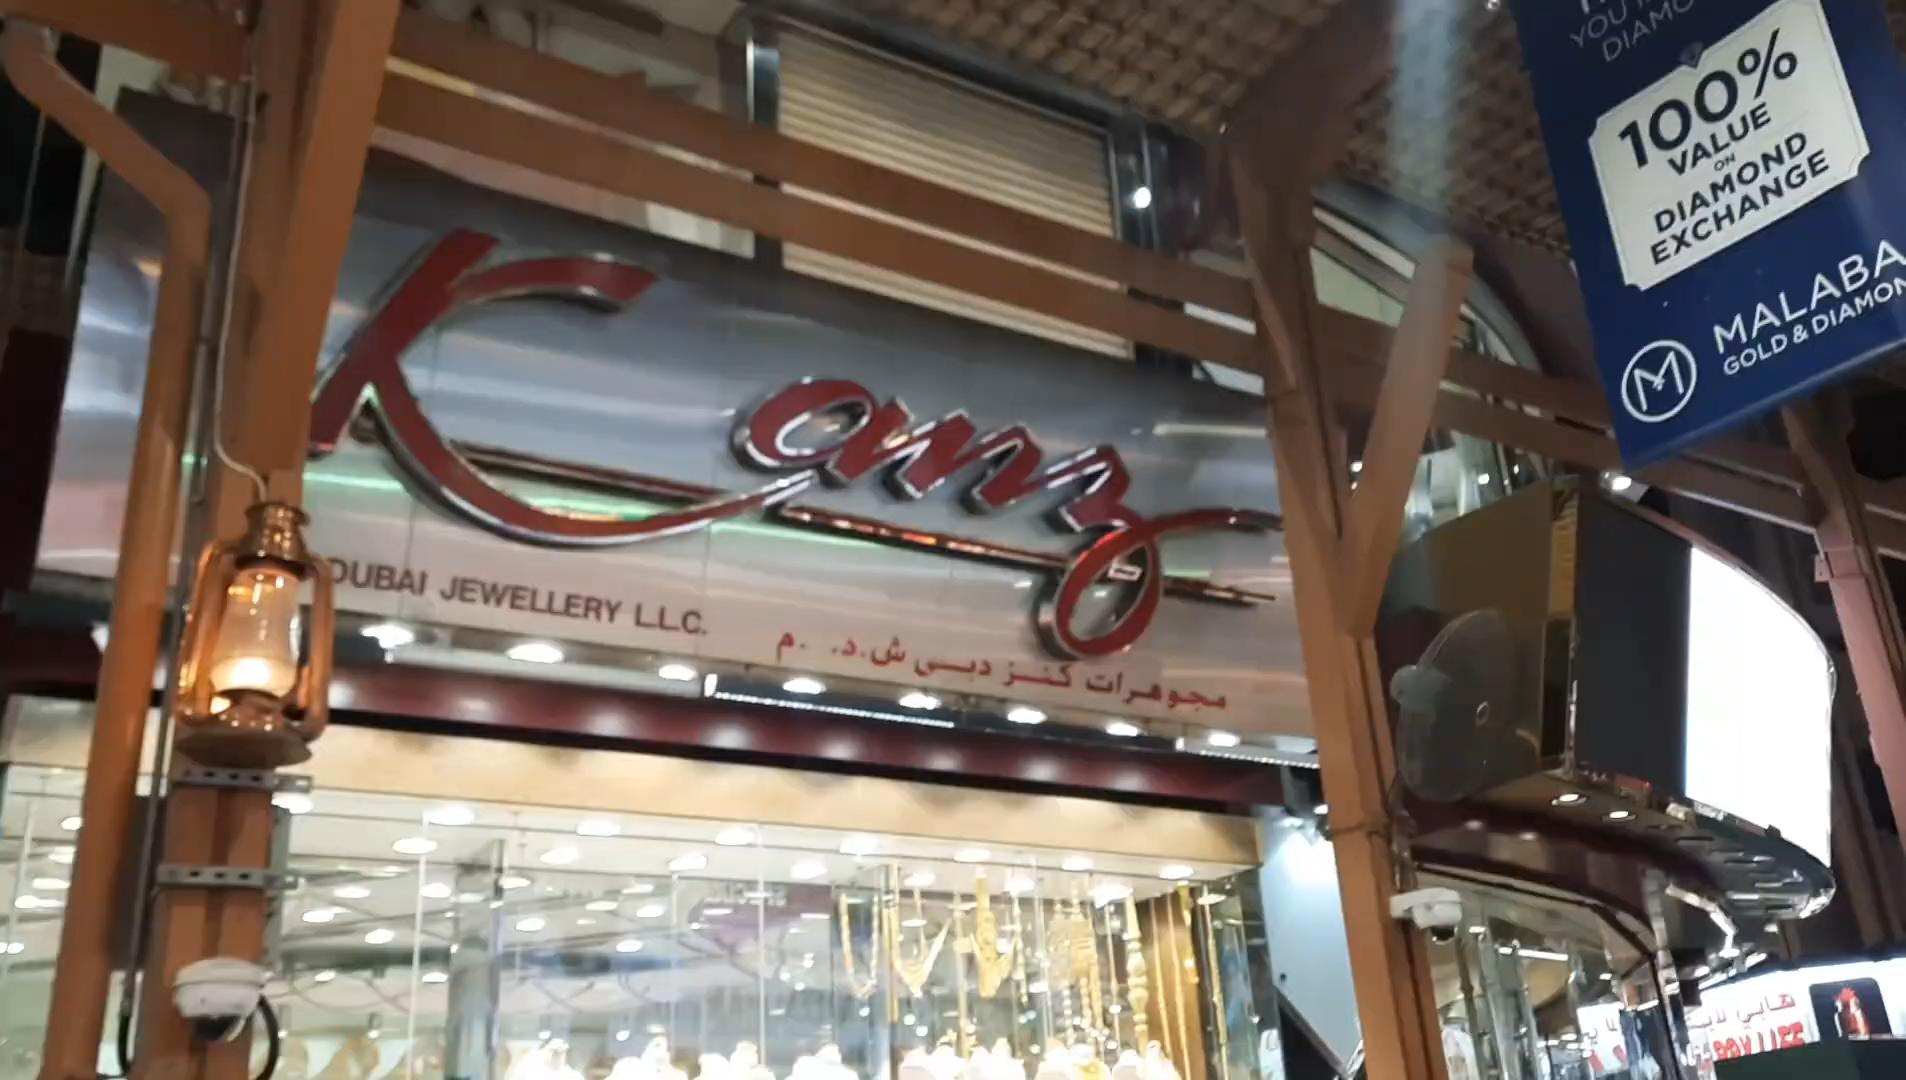 Kanz
DUBAI JEWELLERY L.L.C.
مجوهرات كنز دبي ش.د. م.
100%
VALUE
ON
DIAMOND
EXCHANGE
MALABA
GOLD & DIAMON